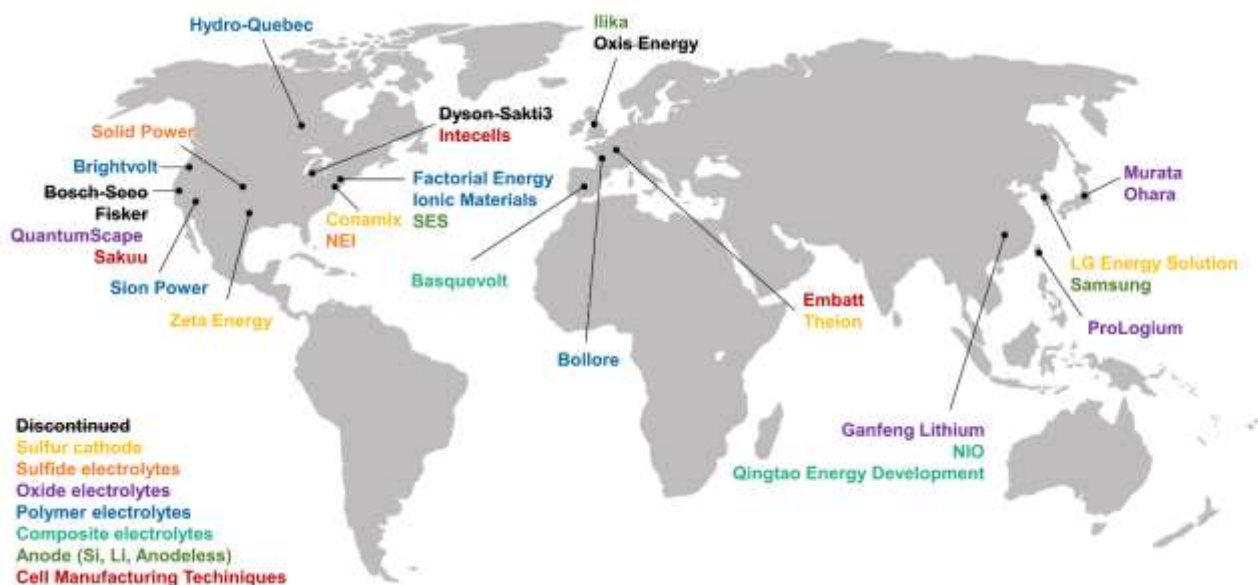 Hydro-Quebec
Ilika
Oxis Energy
Dyson-Sakti3
Intecells
Solid Power
Brightvolt
Bosch-Seeo
Fisker
QuantumScape
Sakuu
Sion Power
Zeta Energy
Factorial Energy
Ionic Materials
SES
Conamix
NEI
Basquevolt
Bollore
Embatt
Theion
Murata
Ohara
LG Energy Solution
Samsung
ProLogium
Ganfeng Lithium
NIO
Qingtao Energy Development
Discontinued
Sulfur cathode
Sulfide electrolytes
Oxide electrolytes
Polymer electrolytes
Composite electrolytes
Anode (Si, Li, Anodeless)
Cell Manufacturing Techiniques